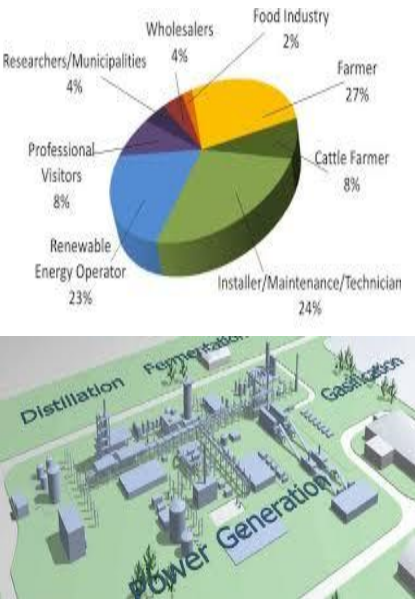 Food Industry
2%
Wholesalers
4%
Researchers/Municipalities
4%
Farmer
27%
Professional
Visitors
8%
Cattle Farmer
8%
Renewable
Energy Operator
23%
Installer/Maintenance/Technician
24%
Distillation
Fermentation
Gasification
Power Generation